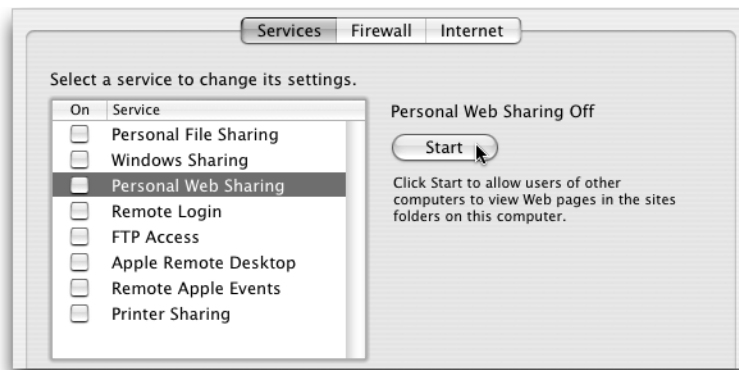 Services Firewall Internet
Select a service to change its settings.
On Service
Personal File Sharing
Windows Sharing
Personal Web Sharing
Remote Login
FTP Access
Apple Remote Desktop
Remote Apple Events
Printer Sharing
Personal Web Sharing Off
Start
Click Start to allow users of other
computers to view Web pages in the sites
folders on this computer.